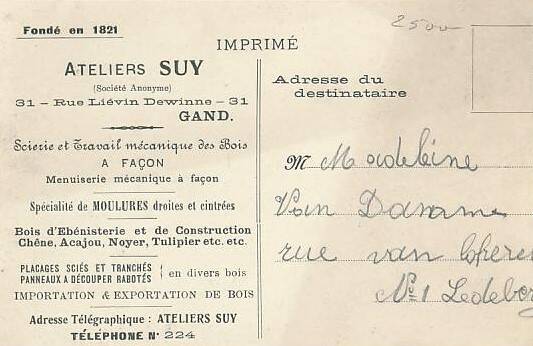 Fondé en 1821
2500
IMPRIMÉ
ATELIERS SUY
(Société Anonyme)
31 – Rue Liévin Dewinne – 31
GAND.
Scierie et Travail mécanique des Bois
A FAÇON
Menuiserie mécanique à façon
Spécialité de MOULURES droites et cintrées
Bois d'Ebénisterie et de Construction
Chêne, Acajou, Noyer, Tulipier etc. etc.
PLACAGES SCIÉS ET TRANCHÉS
PANNEAUX A DÉCOUPER RABOTÉS } en divers bois
IMPORTATION & EXPORTATION DE BOIS
Adresse Télégraphique : ATELIERS SUY
TÉLÉPHONE N° 224
Adresse du
destinataire
M Madeleine
Van Damme
rue van
N° 1 Ledeberg